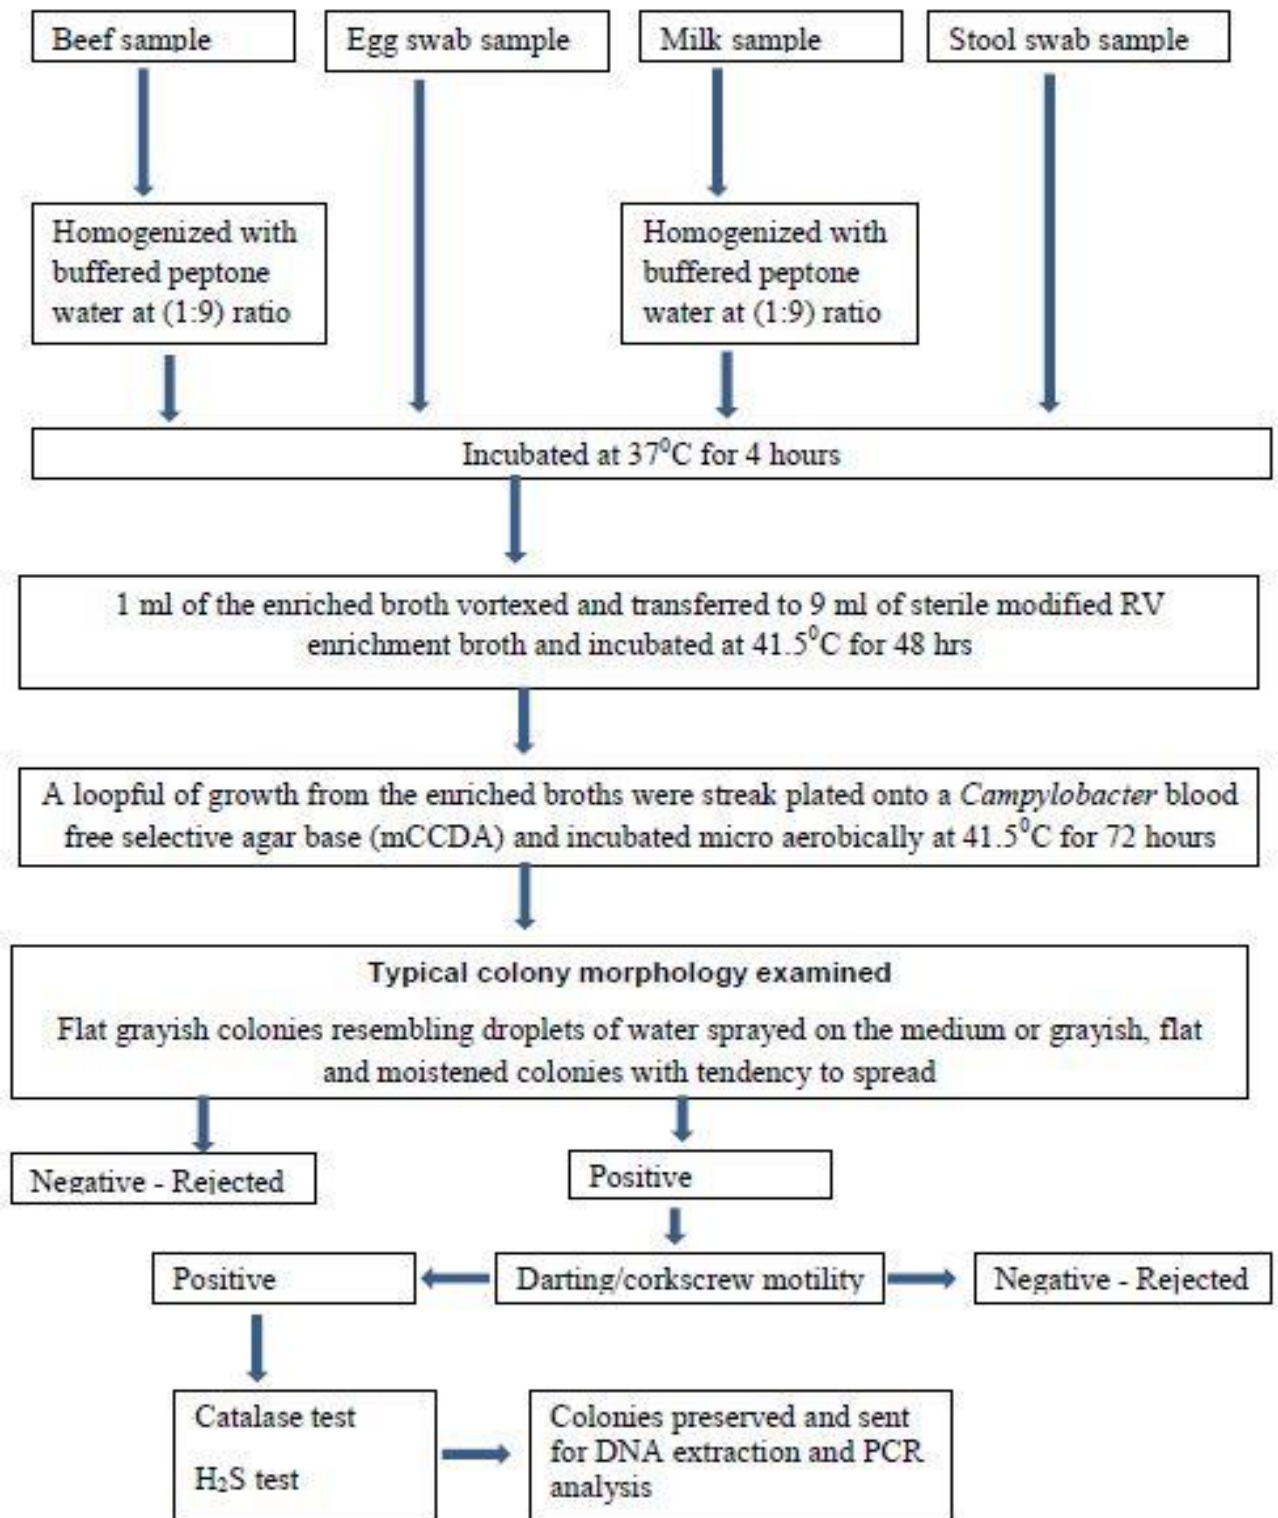 Beef sample
Egg swab sample
Milk sample
Stool swab sample
Homogenized with
buffered peptone
water at (1:9) ratio
Homogenized with
buffered peptone
water at (1:9) ratio
Incubated at 37⁰C for 4 hours
1 ml of the enriched broth vortexed and transferred to 9 ml of sterile modified RV
enrichment broth and incubated at 41.5⁰C for 48 hrs
A loopful of growth from the enriched broths were streak plated onto a Campylobacter blood
free selective agar base (mCCDA) and incubated micro aerobically at 41.5⁰C for 72 hours
Typical colony morphology examined
Flat grayish colonies resembling droplets of water sprayed on the medium or grayish, flat
and moistened colonies with tendency to spread
Negative - Rejected
Positive
Positive
Darting/corkscrew motility
Negative - Rejected
Catalase test
H₂S test
Colonies preserved and sent
for DNA extraction and PCR
analysis